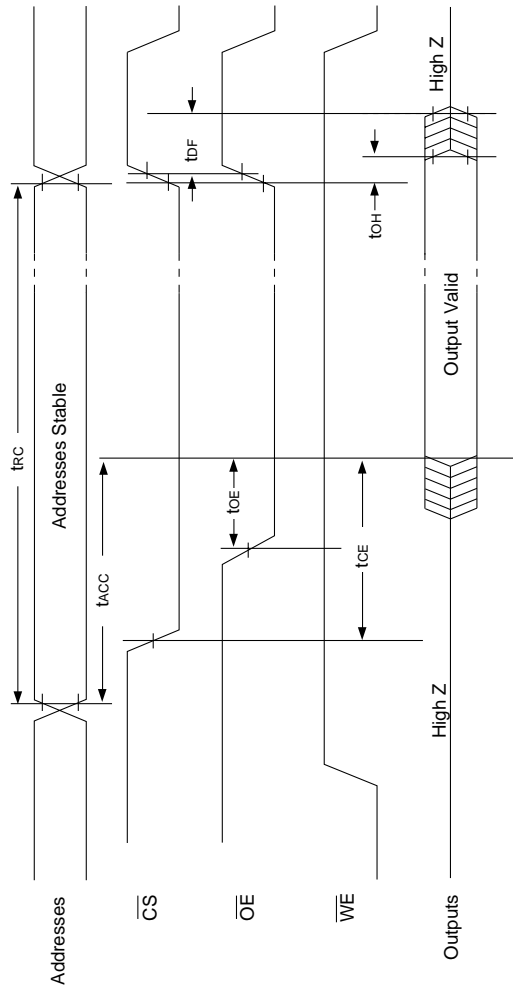 tRC
Addresses
Addresses Stable
tACC
CS
tDF
OE
tOE
WE
tCE
tOH
Outputs
High Z
Output Valid
High Z